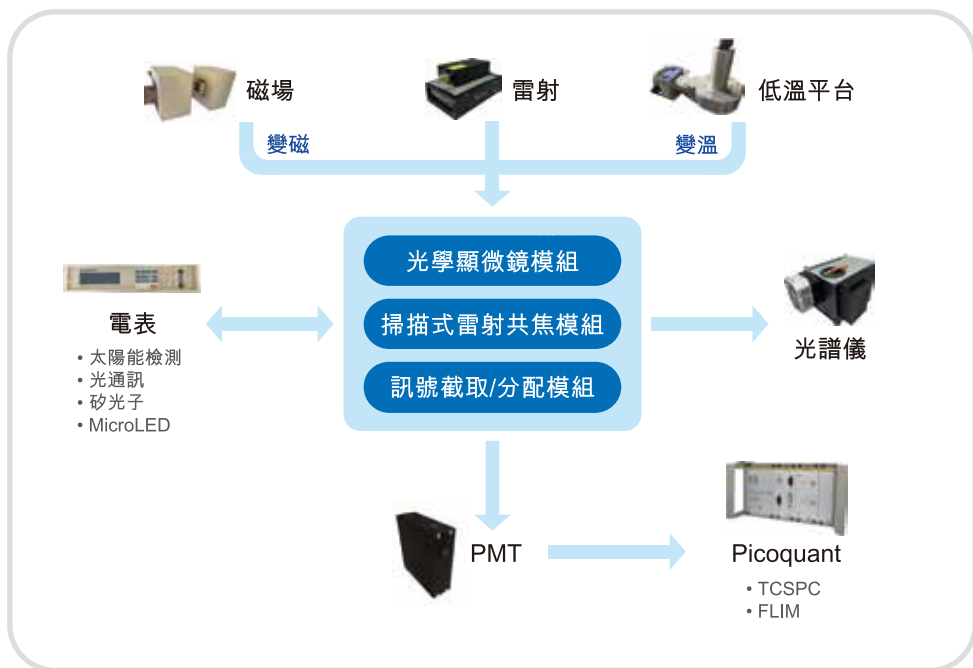 磁場
雷射
低溫平台
變磁
變溫
光學顯微鏡模組
掃描式雷射共焦模組
訊號截取/分配模組
電表
• 太陽能檢測
• 光通訊
• 矽光子
• MicroLED
光譜儀
PMT
Picoquant
• TCSPC
• FLIM